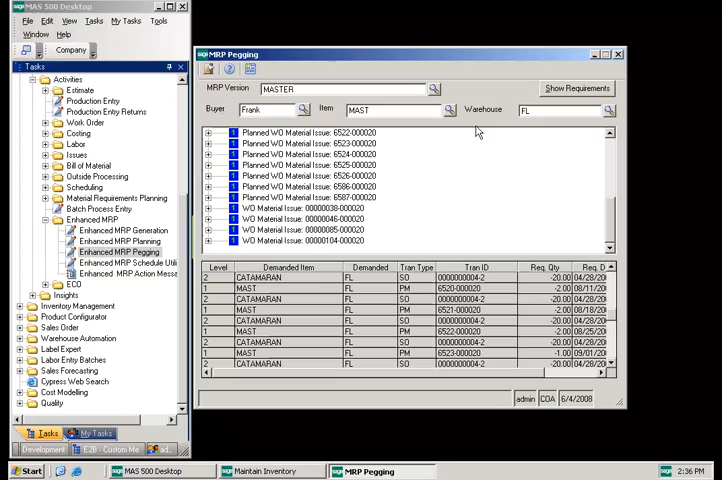 MAS 500 Desktop
File Edit View Tasks My Tasks Tools
Window Help
Company
Tasks
Activities
Estimate
Production Entry
Production Entry Returns
Work Order
Costing
Labor
Issues
Bill of Material
Outside Processing
Scheduling
Material Requirements Planning
Batch Process Entry
Enhanced MRP
Enhanced MRP Generation
Enhanced MRP Planning
Enhanced MRP Pegging
Enhanced MRP Schedule Utili
Enhanced MRP Action Messa
ECO
Insights
Inventory Management
Product Configurator
Sales Order
Warehouse Automation
Label Expert
Labor Entry Batches
Sales Forecasting
Cypress Web Search
Cost Modelling
Quality
Tasks My Tasks
Development E2B - Custom Me ad..
sage MRP Pegging
MRP Version MASTER Show Requirements
Buyer Frank Item MAST Warehouse FL
Planned WO Material Issue: 6522-000020
Planned WO Material Issue: 6523-000020
Planned WO Material Issue: 6524-000020
Planned WO Material Issue: 6525-000020
Planned WO Material Issue: 6526-000020
Planned WO Material Issue: 6586-000020
Planned WO Material Issue: 6587-000020
WO Material Issue: 00000038-000020
WO Material Issue: 00000046-000020
WO Material Issue: 00000085-000020
WO Material Issue: 00000104-000020
Level Demanded Item Demanded Tran Type Tran ID Req. Qty Req. D
2 CATAMARAN FL SO 0000000004-2 -20.00 04/28/20
1 MAST FL PM 6520-000020 -2.00 08/11/20
2 CATAMARAN FL SO 0000000004-2 -20.00 04/28/20
1 MAST FL PM 6521-000020 -2.00 08/18/20
2 CATAMARAN FL SO 0000000004-2 -20.00 04/28/20
1 MAST FL PM 6522-000020 -2.00 08/25/20
2 CATAMARAN FL SO 0000000004-2 -20.00 04/28/20
1 MAST FL PM 6523-000020 -1.00 09/01/20
2 CATAMARAN FL SO 0000000004-2 -20.00 04/28/20
admin COA 6/4/2008
Start MAS 500 Desktop Maintain Inventory MRP Pegging 2:36 PM